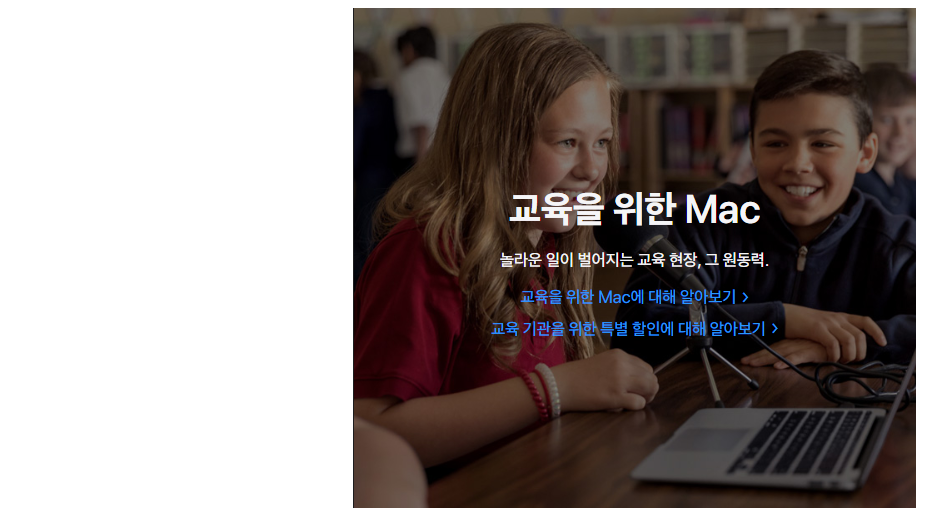 교육을 위한 Mac
놀라운 일이 벌어지는 교육 현장, 그 원동력.
교육을 위한 Mac에 대해 알아보기 >
교육 기관을 위한 특별 할인에 대해 알아보기 >